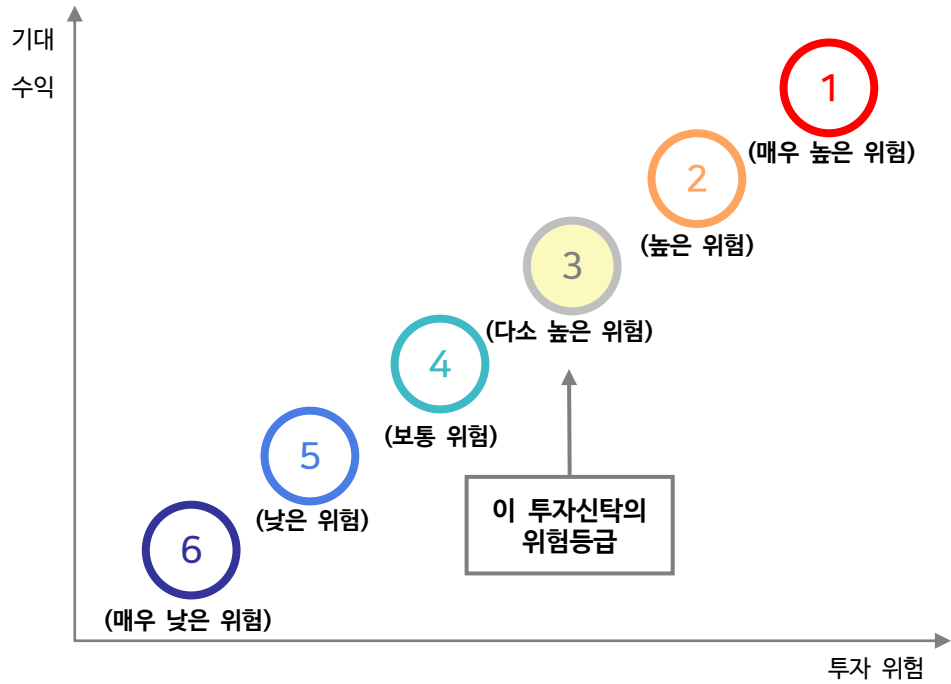 기대
수익
1
(매우 높은 위험)
2
(높은 위험)
3
(다소 높은 위험)
4
(보통 위험)
5
(낮은 위험)
6
(매우 낮은 위험)
이 투자신탁의
위험등급
투자 위험